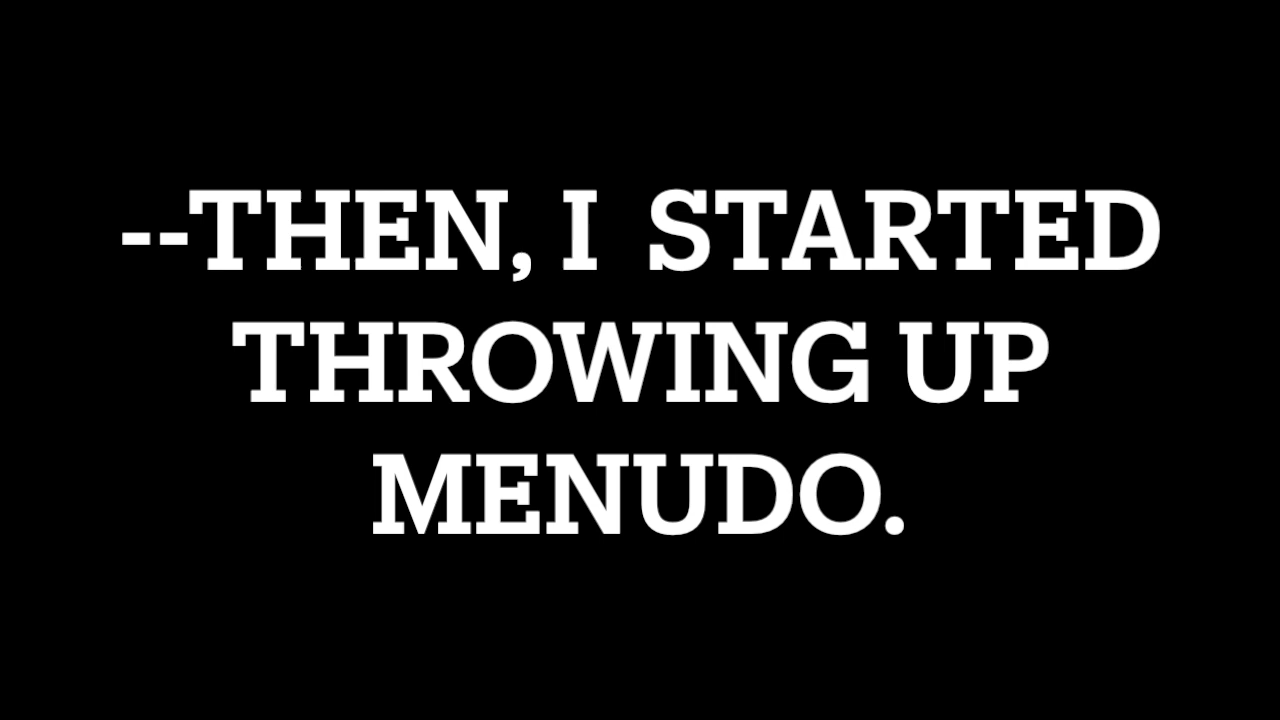 --THEN, I  STARTED
THROWING UP
MENUDO.